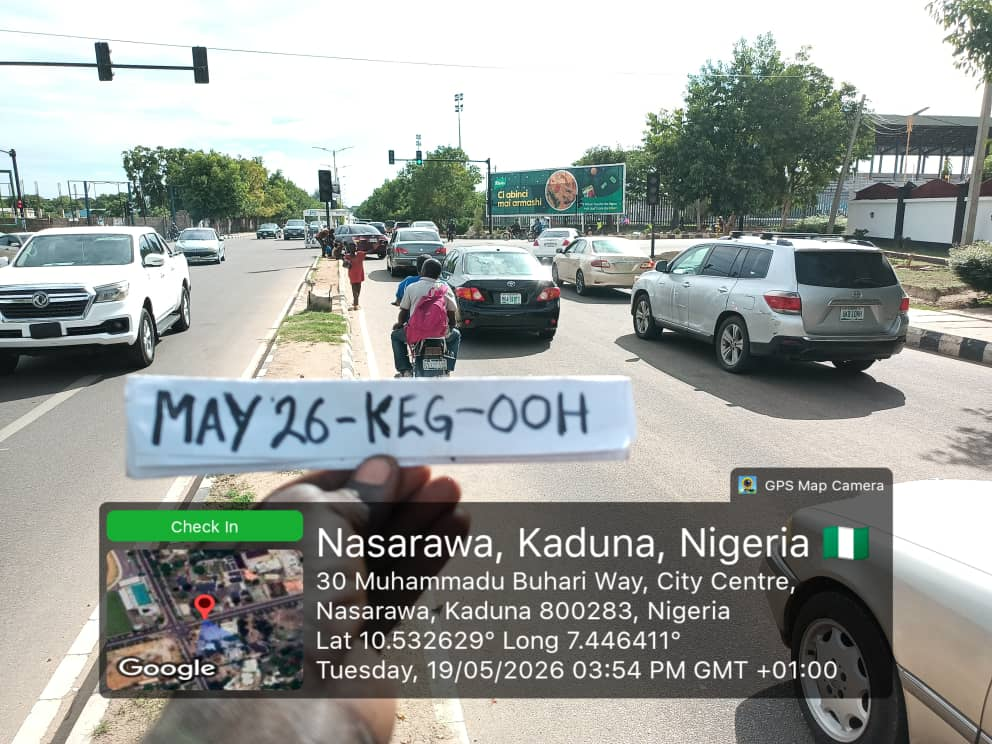 Ci abinci
mai armashi
MAY '26-KEG-OOH
GPS Map Camera
Check In
Nasarawa, Kaduna, Nigeria
30 Muhammadu Buhari Way, City Centre,
Nasarawa, Kaduna 800283, Nigeria
Lat 10.532629° Long 7.446411°
Tuesday, 19/05/2026 03:54 PM GMT +01:00
Google